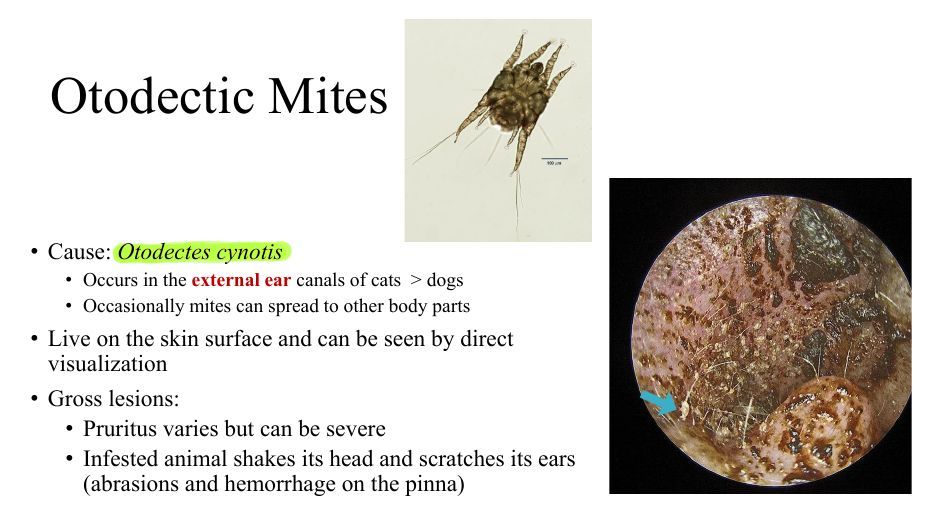 Otodectic Mites
100 µm
• Cause: Otodectes cynotis
• Occurs in the external ear canals of cats > dogs
• Occasionally mites can spread to other body parts
• Live on the skin surface and can be seen by direct
visualization
• Gross lesions:
• Pruritus varies but can be severe
• Infested animal shakes its head and scratches its ears
(abrasions and hemorrhage on the pinna)